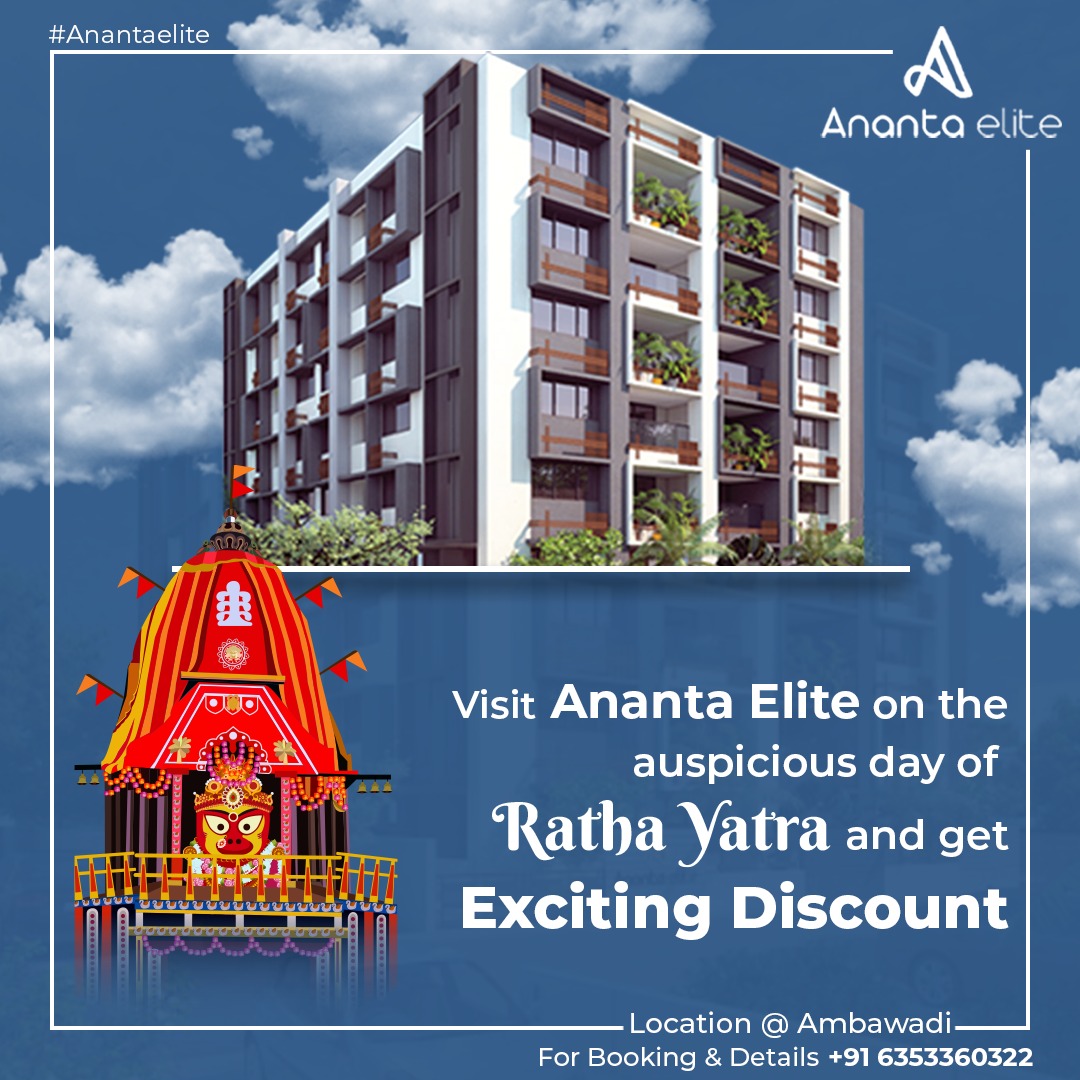 #Anantaelite
Ananta elite
Visit Ananta Elite on the
auspicious day of
Ratha Yatra and get
Exciting Discount
Location @ Ambawadi
For Booking & Details +91 6353360322